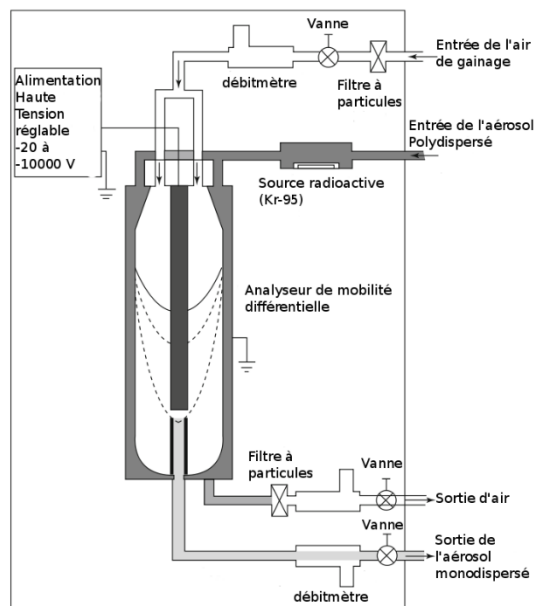 Vanne
Entrée de l'air
de gainage
débitmètre
Filtre à
particules
Alimentation
Haute
Tension
réglable
-20 à
-10000 V
Entrée de l'aérosol
Polydispersé
Source radioactive
(Kr-95)
Analyseur de mobilité
différentielle
Filtre à
particules
Vanne
Sortie d'air
Vanne
Sortie de
l'aérosol
monodispersé
débitmètre